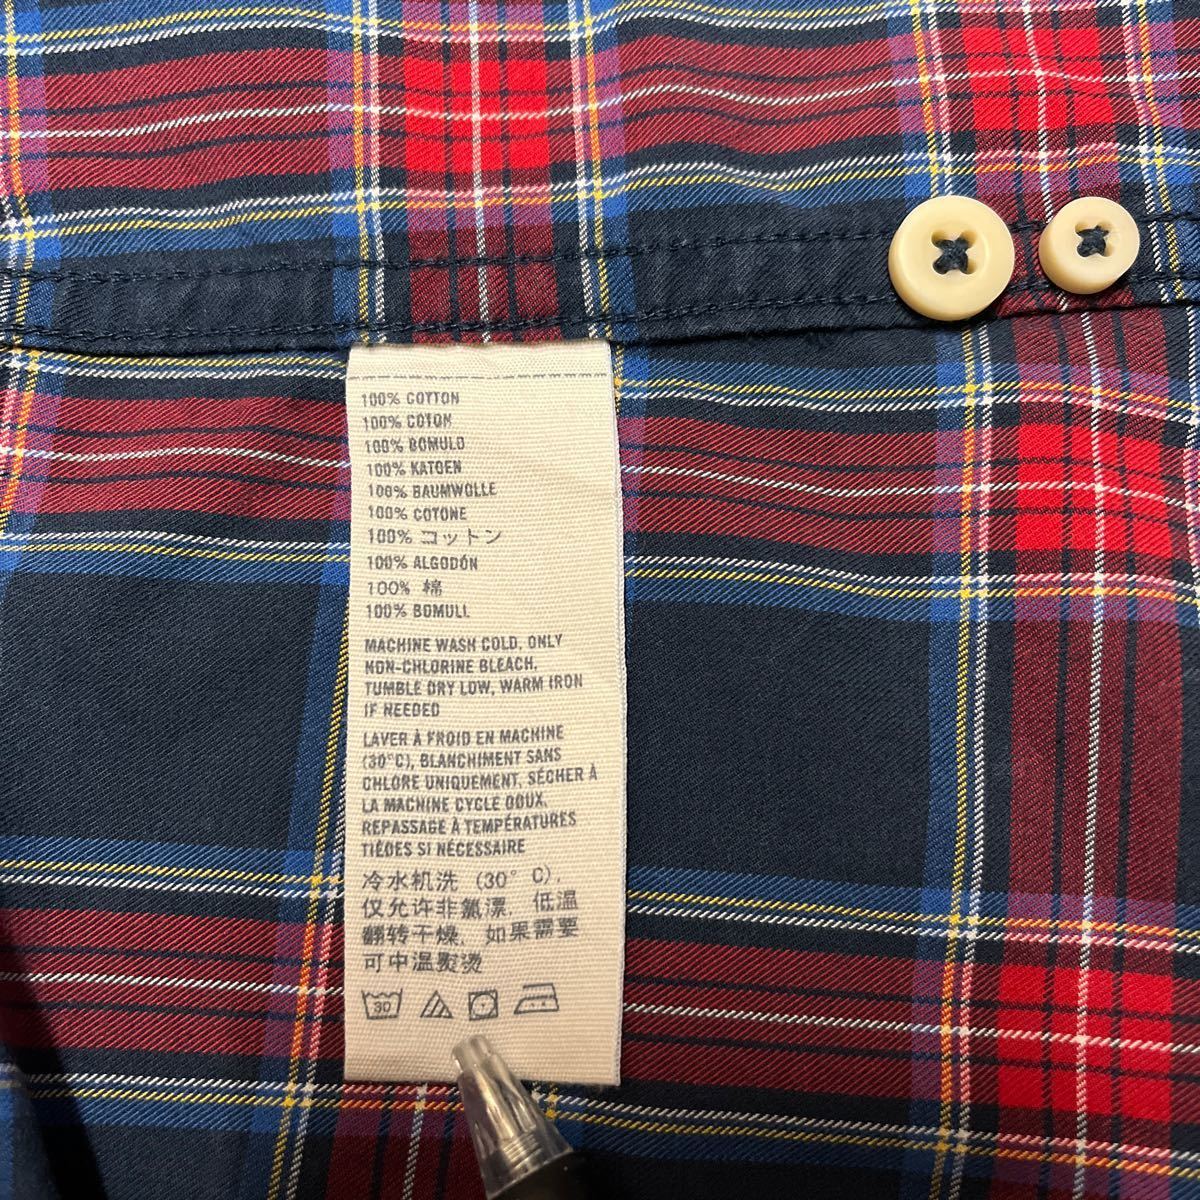 100% COTTON
100% COTON
100% BOMULD
100% KATOEN
100% BAUMWOLLE
100% COTONE
100% コットン
100% ALGODÓN
100% 棉
100% BOMULL
MACHINE WASH COLD, ONLY
NON-CHLORINE BLEACH,
TUMBLE DRY LOW, WARM IRON
IF NEEDED
LAVER À FROID EN MACHINE
(30°C), BLANCHIMENT SANS
CHLORE UNIQUEMENT, SÉCHER À
LA MACHINE CYCLE DOUX,
REPASSAGE À TEMPÉRATURES
TIÈDES SI NÉCESSAIRE
冷水机洗 (30°C),
仅允许非氯漂, 低温
翻转干燥, 如果需要
可中温熨烫
30